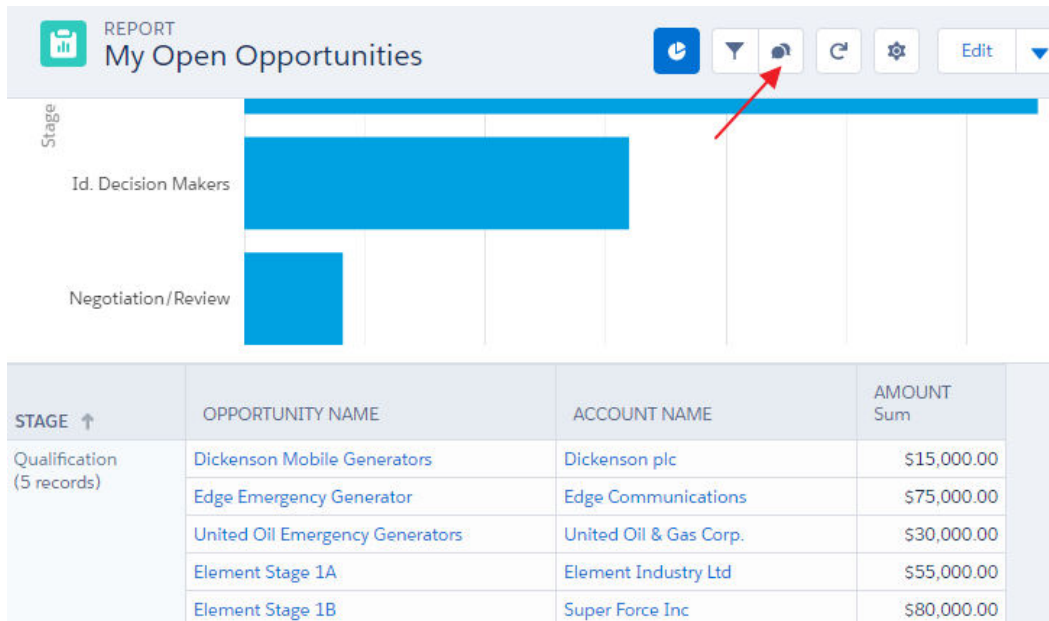 REPORT
My Open Opportunities
Edit
Stage
Id. Decision Makers
Negotiation/Review
STAGE OPPORTUNITY NAME ACCOUNT NAME AMOUNT Sum
Qualification (5 records)
Dickenson Mobile Generators Dickenson plc $15,000.00
Edge Emergency Generator Edge Communications $75,000.00
United Oil Emergency Generators United Oil & Gas Corp. $30,000.00
Element Stage 1A Element Industry Ltd $55,000.00
Element Stage 1B Super Force Inc $80,000.00